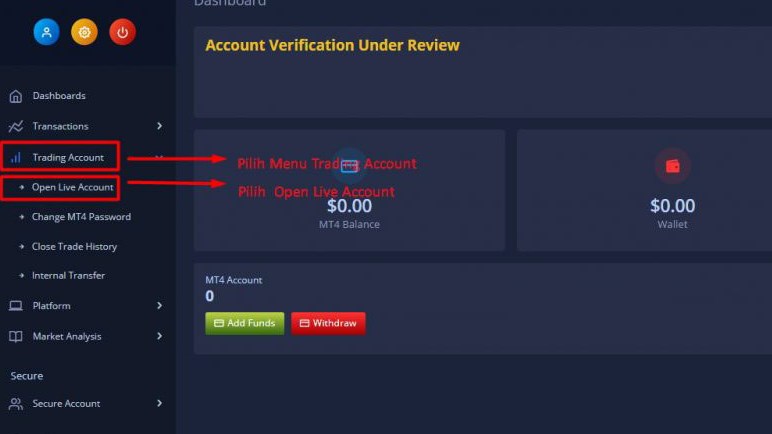 Dashboard
Account Verification Under Review
Dashboards
Transactions
Trading Account
Open Live Account
Change MT4 Password
Close Trade History
Internal Transfer
Platform
Market Analysis
Secure
Secure Account
Pilih Menu Trading Account
Pilih Open Live Account
$0.00
MT4 Balance
$0.00
Wallet
MT4 Account
0
Add Funds
Withdraw